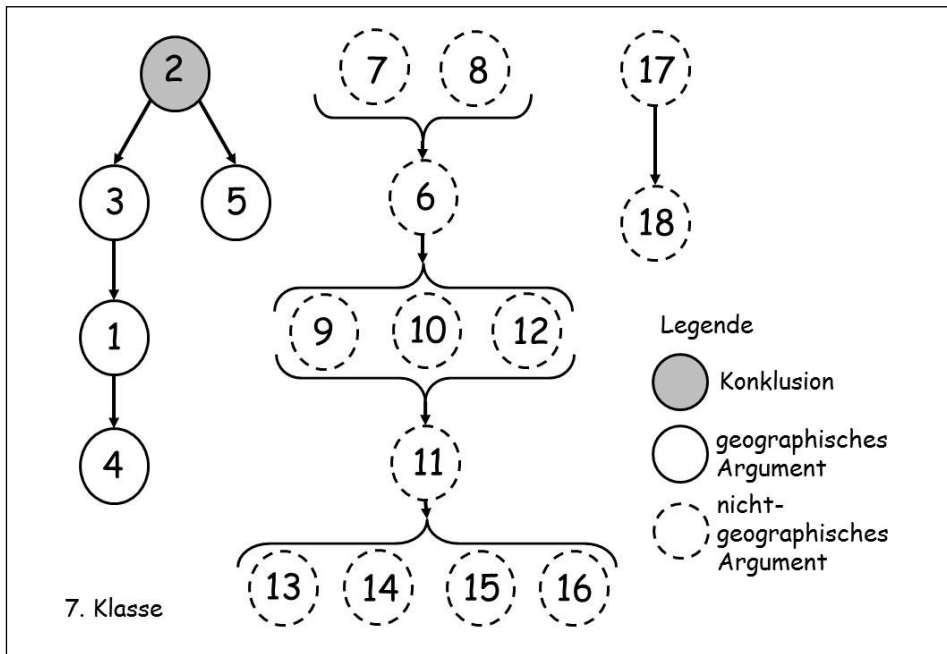 2
7
8
17
3
5
6
18
1
9
10
12
4
11
13
14
15
16
Legende
Konklusion
geographisches
Argument
nicht-
geographisches
Argument
7. Klasse